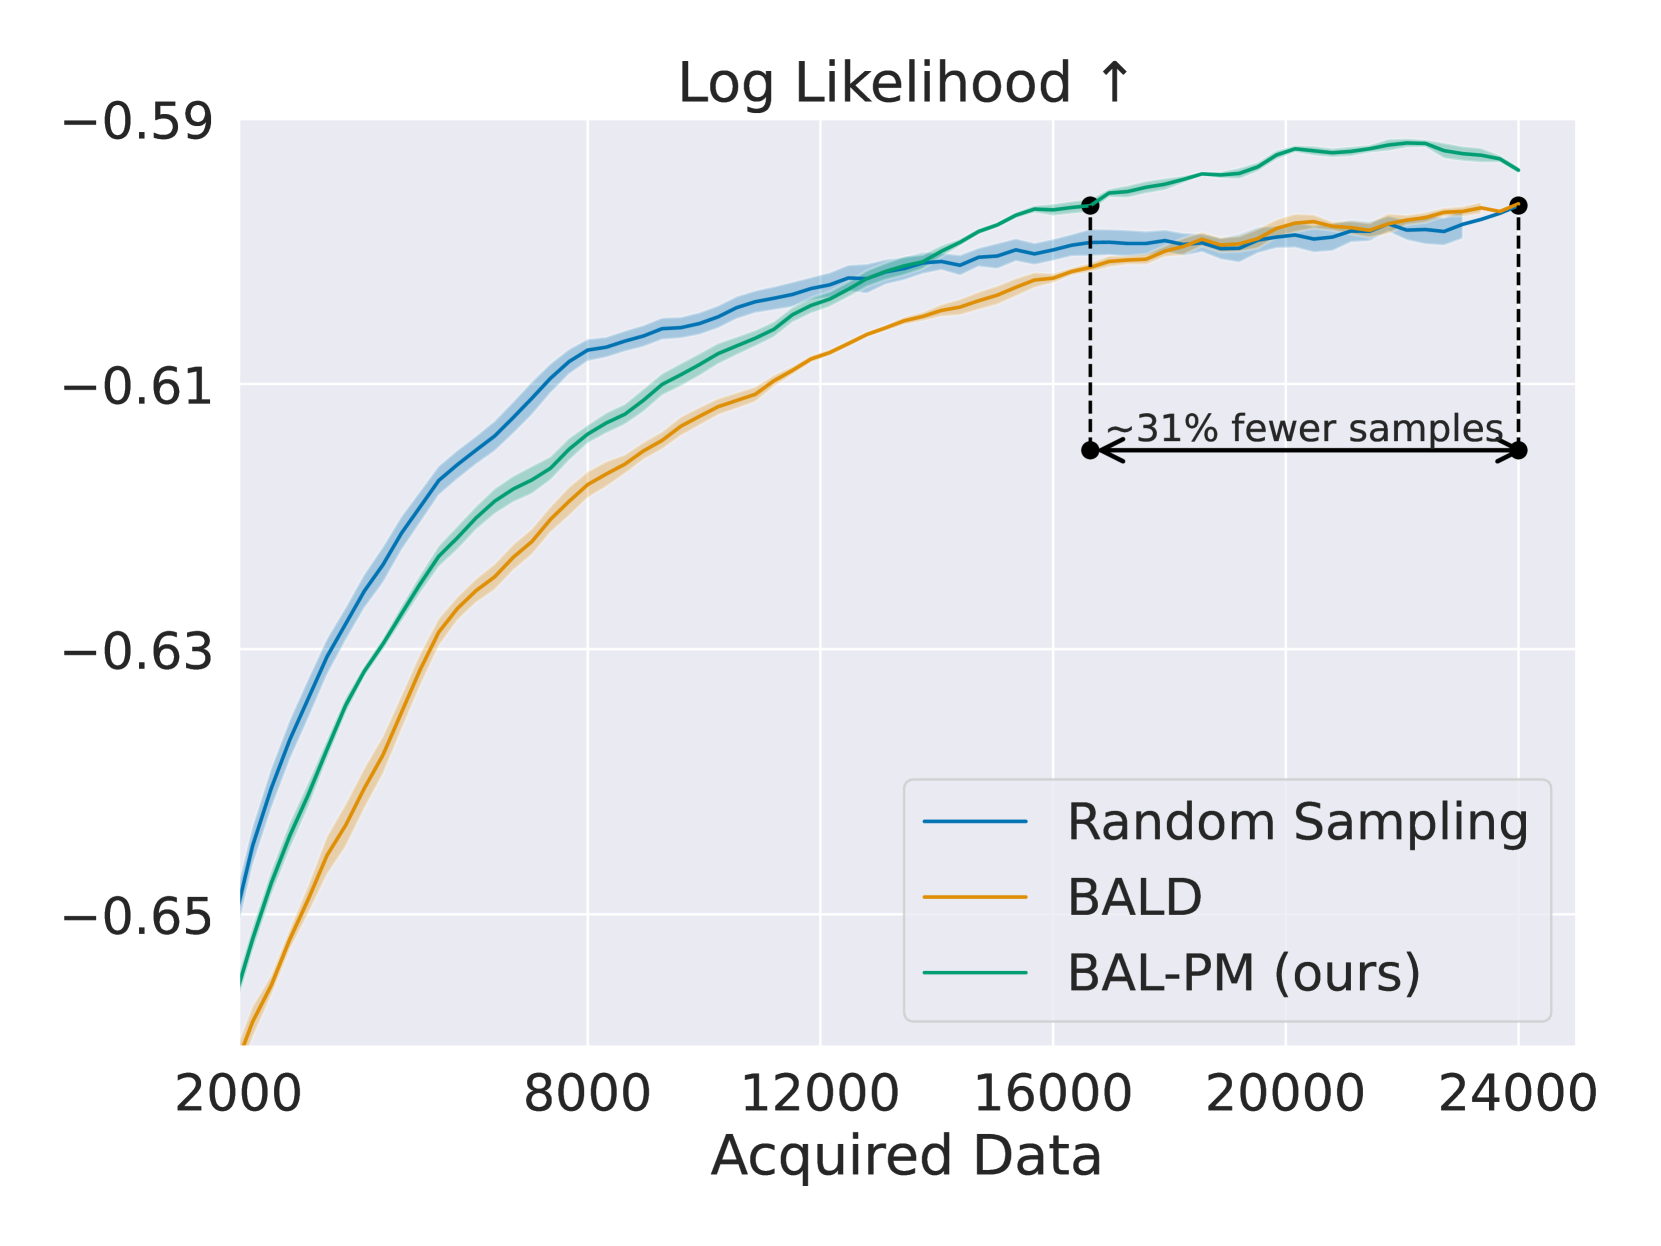 Log Likelihood ↑
−0.59
−0.61
−0.63
−0.65
~31% fewer samples
Random Sampling
BALD
BAL-PM (ours)
2000 8000 12000 16000 20000 24000
Acquired Data